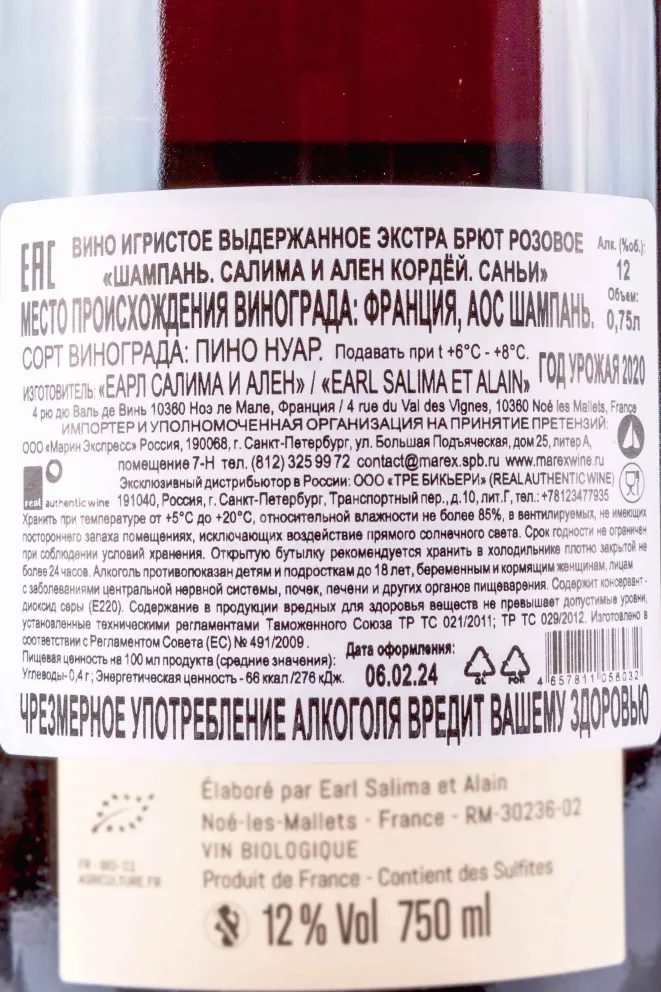 EAC
ВИНО ИГРИСТОЕ ВЫДЕРЖАННОЕ ЭКСТРА БРЮТ РОЗОВОЕ
«ШАМПАНЬ. САЛИМА И АЛЕН КОРДЁЙ. САНЬИ»
Алк. (%об.):
12
Объем:
0,75л
МЕСТО ПРОИСХОЖДЕНИЯ ВИНОГРАДА: ФРАНЦИЯ, АОС ШАМПАНЬ.
СОРТ ВИНОГРАДА: ПИНО НУАР. Подавать при t +6°C - +8°C.
ГОД УРОЖАЯ 2020
ИЗГОТОВИТЕЛЬ: «ЕАРЛ САЛИМА И АЛЕН» / «EARL SALIMA ET ALAIN»
4 рю дю Валь де Винь 10360 Ноэ ле Мале, Франция / 4 rue du Val des Vignes, 10360 Noé les Mallets, France
ИМПОРТЕР И УПОЛНОМОЧЕННАЯ ОРГАНИЗАЦИЯ НА ПРИНЯТИЕ ПРЕТЕНЗИЙ:
ООО «Марин Экспресс» Россия, 190068, г. Санкт-Петербург, ул. Большая Подъяческая, дом 25, литер А,
помещение 7-Н тел. (812) 325 99 72 contact@marex.spb.ru www.marexwine.ru
Эксклюзивный дистрибьютор в России: ООО «ТРЕ БИКЬЕРИ» (REAL AUTHENTIC WINE)
real authentic wine 191040, Россия, г. Санкт-Петербург, Транспортный пер., д.10, лит.Г, тел.: +78123477935
Хранить при температуре от +5°C до +20°C, относительной влажности не более 85%, в вентилируемых, не имеющих
постороннего запаха помещениях, исключающих воздействие прямого солнечного света. Срок годности не ограничен
при соблюдении условий хранения. Открытую бутылку рекомендуется хранить в холодильнике плотно закрытой не
более 24 часов. Алкоголь противопоказан детям и подросткам до 18 лет, беременным и кормящим женщинам, лицам
с заболеваниями центральной нервной системы, почек, печени и других органов пищеварения. Содержит консервант -
диоксид серы (Е220). Содержание в продукции вредных для здоровья веществ не превышает допустимые уровни,
установленные техническими регламентами Таможенного Союза ТР ТС 021/2011; ТР ТС 029/2012. Изготовлено в
соответствии с Регламентом Совета (ЕС) № 491/2009 .
Пищевая ценность на 100 мл продукта (средние значения):
Углеводы- 0,4 г; Энергетическая ценность - 66 ккал /276 кДж.
Дата оформления:
06.02.24
GL
РОК
4 657811 058032
ЧРЕЗМЕРНОЕ УПОТРЕБЛЕНИЕ АЛКОГОЛЯ ВРЕДИТ ВАШЕМУ ЗДОРОВЬЮ
Élaboré par Earl Salima et Alain
Noé-les-Mallets - France - RM-30236-02
VIN BIOLOGIQUE
Produit de France - Contient des Sulfites
FR - BIO - 01
AGRICULTURE FR
12 % Vol 750 ml